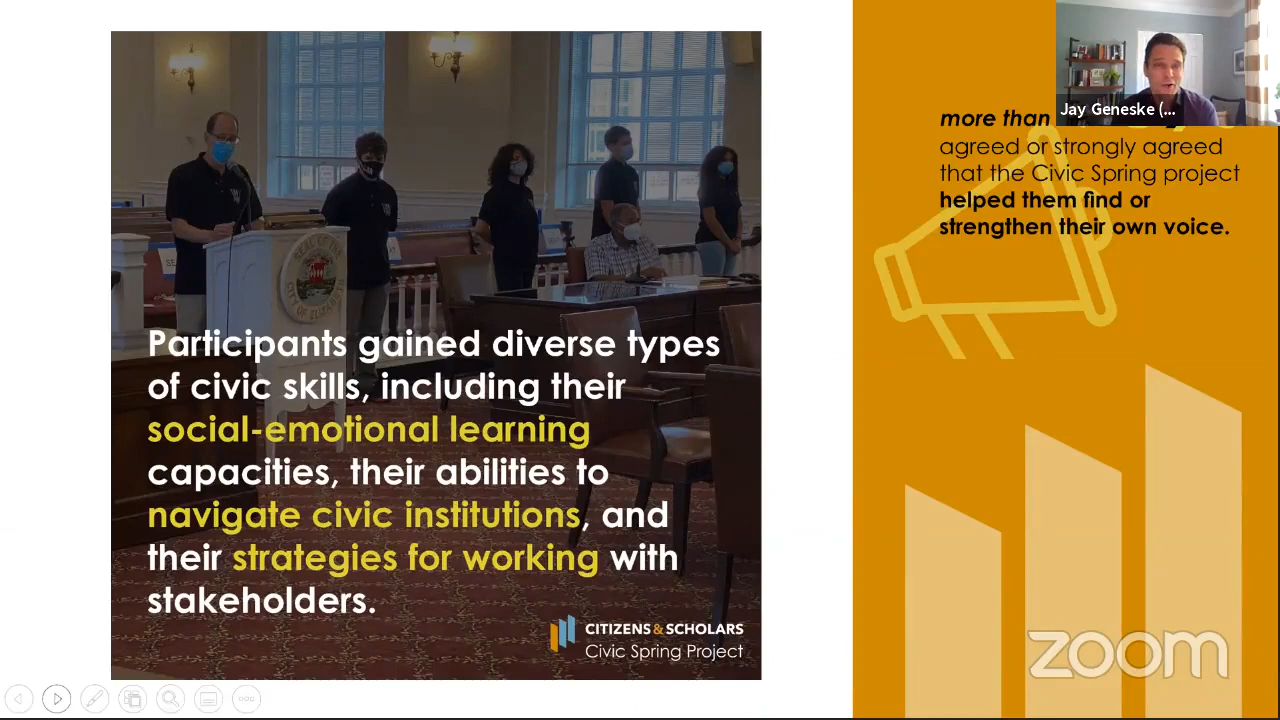 Participants gained diverse types
of civic skills, including their
social-emotional learning
capacities, their abilities to
navigate civic institutions, and
their strategies for working with
stakeholders.
CITIZENS & SCHOLARS
Civic Spring Project
Jay Geneske (...
more than
agreed or strongly agreed
that the Civic Spring project
helped them find or
strengthen their own voice.
zoom